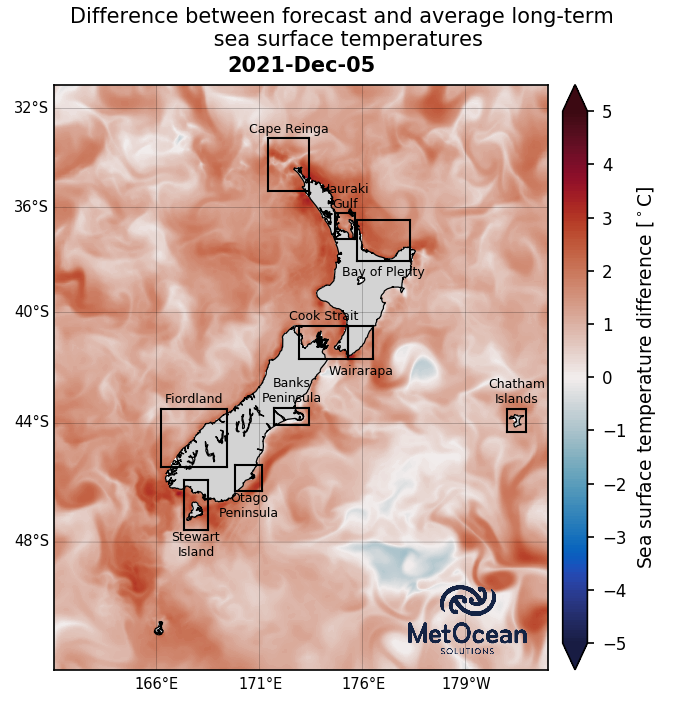 Difference between forecast and average long-term
sea surface temperatures
2021-Dec-05
32°S
36°S
40°S
44°S
48°S
Cape Reinga
Hauraki
Gulf
Bay of Plenty
Cook Strait
Wairarapa
Banks
Peninsula
Fiordland
Chatham
Islands
Otago
Peninsula
Stewart
Island
MetOcean
SOLUTIONS
166°E
171°E
176°E
179°W
5
4
3
2
1
0
−1
−2
−3
−4
−5
Sea surface temperature difference [°C]